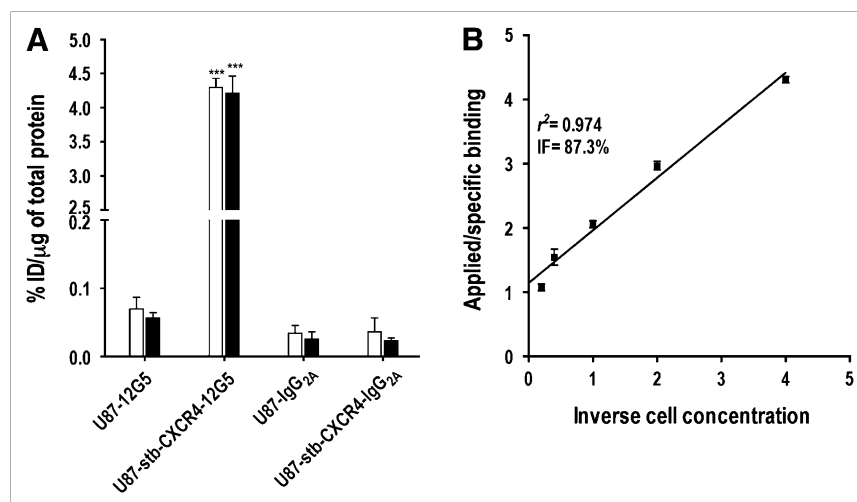 A
% ID/µg of total protein
5.0
4.5
4.0
3.5
3.0
2.5
0.2
0.1
0.0
*** ***
U87-12G5
U87-stb-CXCR4-12G5
U87-IgG2A
U87-stb-CXCR4-IgG2A
B
Applied/specific binding
5
4
3
2
1
0
r²= 0.974
IF= 87.3%
0 1 2 3 4 5
Inverse cell concentration